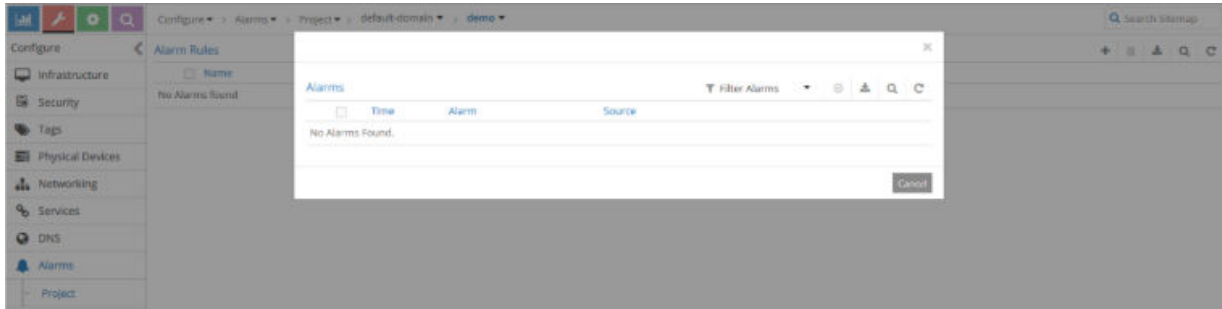 Configure > Alarms > Project > default-domain > demo
Search Sitemap
Configure
Alarm Rules
Infrastructure
Name
Security
No Alarms found
Tags
Physical Devices
Networking
Services
DNS
Alarms
Project
Alarms
Filter Alarms
Time Alarm Source
No Alarms Found.
Cancel